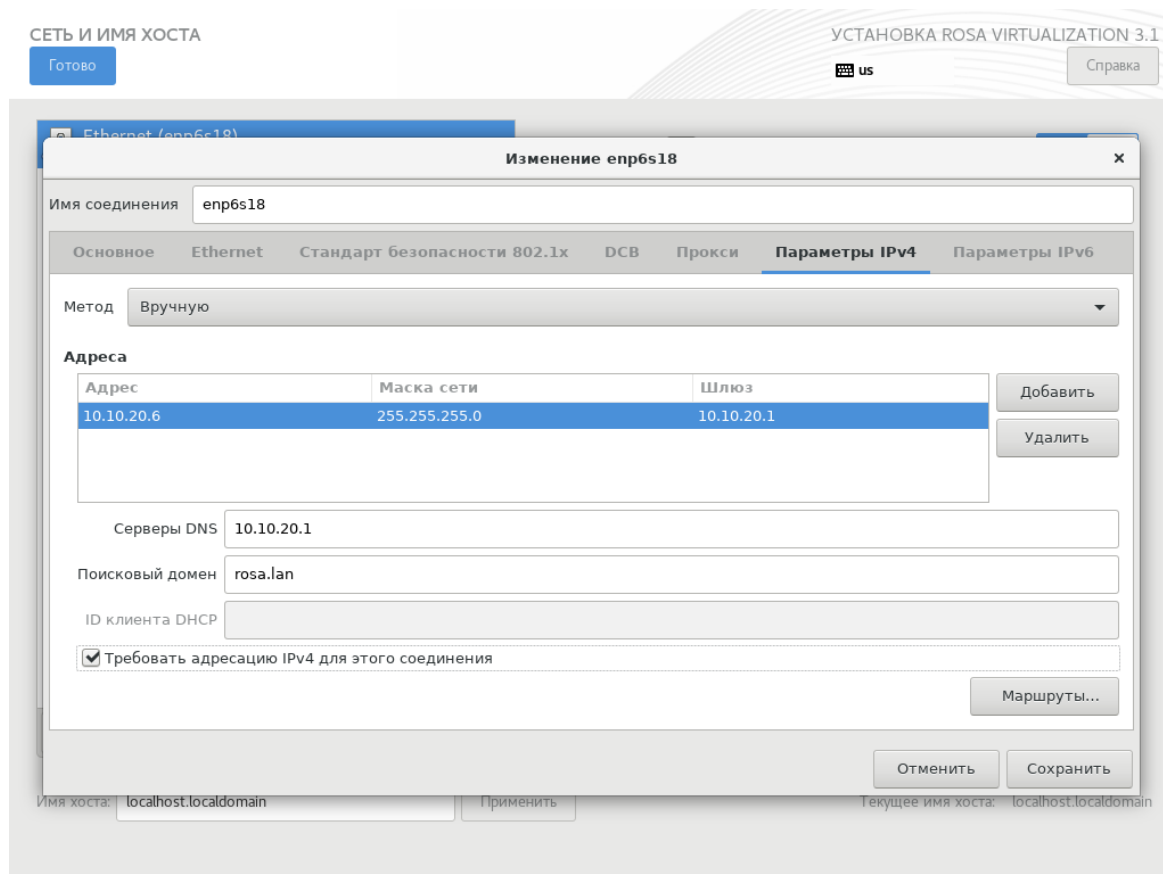 СЕТЬ И ИМЯ ХОСТА
УСТАНОВКА ROSA VIRTUALIZATION 3.1
Готово
us
Справка
Ethernet (enp6s18)
Изменение enp6s18
Имя соединения enp6s18
Основное Ethernet Стандарт безопасности 802.1x DCB Прокси Параметры IPv4 Параметры IPv6
Метод Вручную
Адреса
Адрес Маска сети Шлюз
10.10.20.6 255.255.255.0 10.10.20.1
Добавить
Удалить
Серверы DNS 10.10.20.1
Поисковый домен rosa.lan
ID клиента DHCP
Требовать адресацию IPv4 для этого соединения
Маршруты...
Отменить Сохранить
Имя хоста: localhost.localdomain Применить Текущее имя хоста: localhost.localdomain